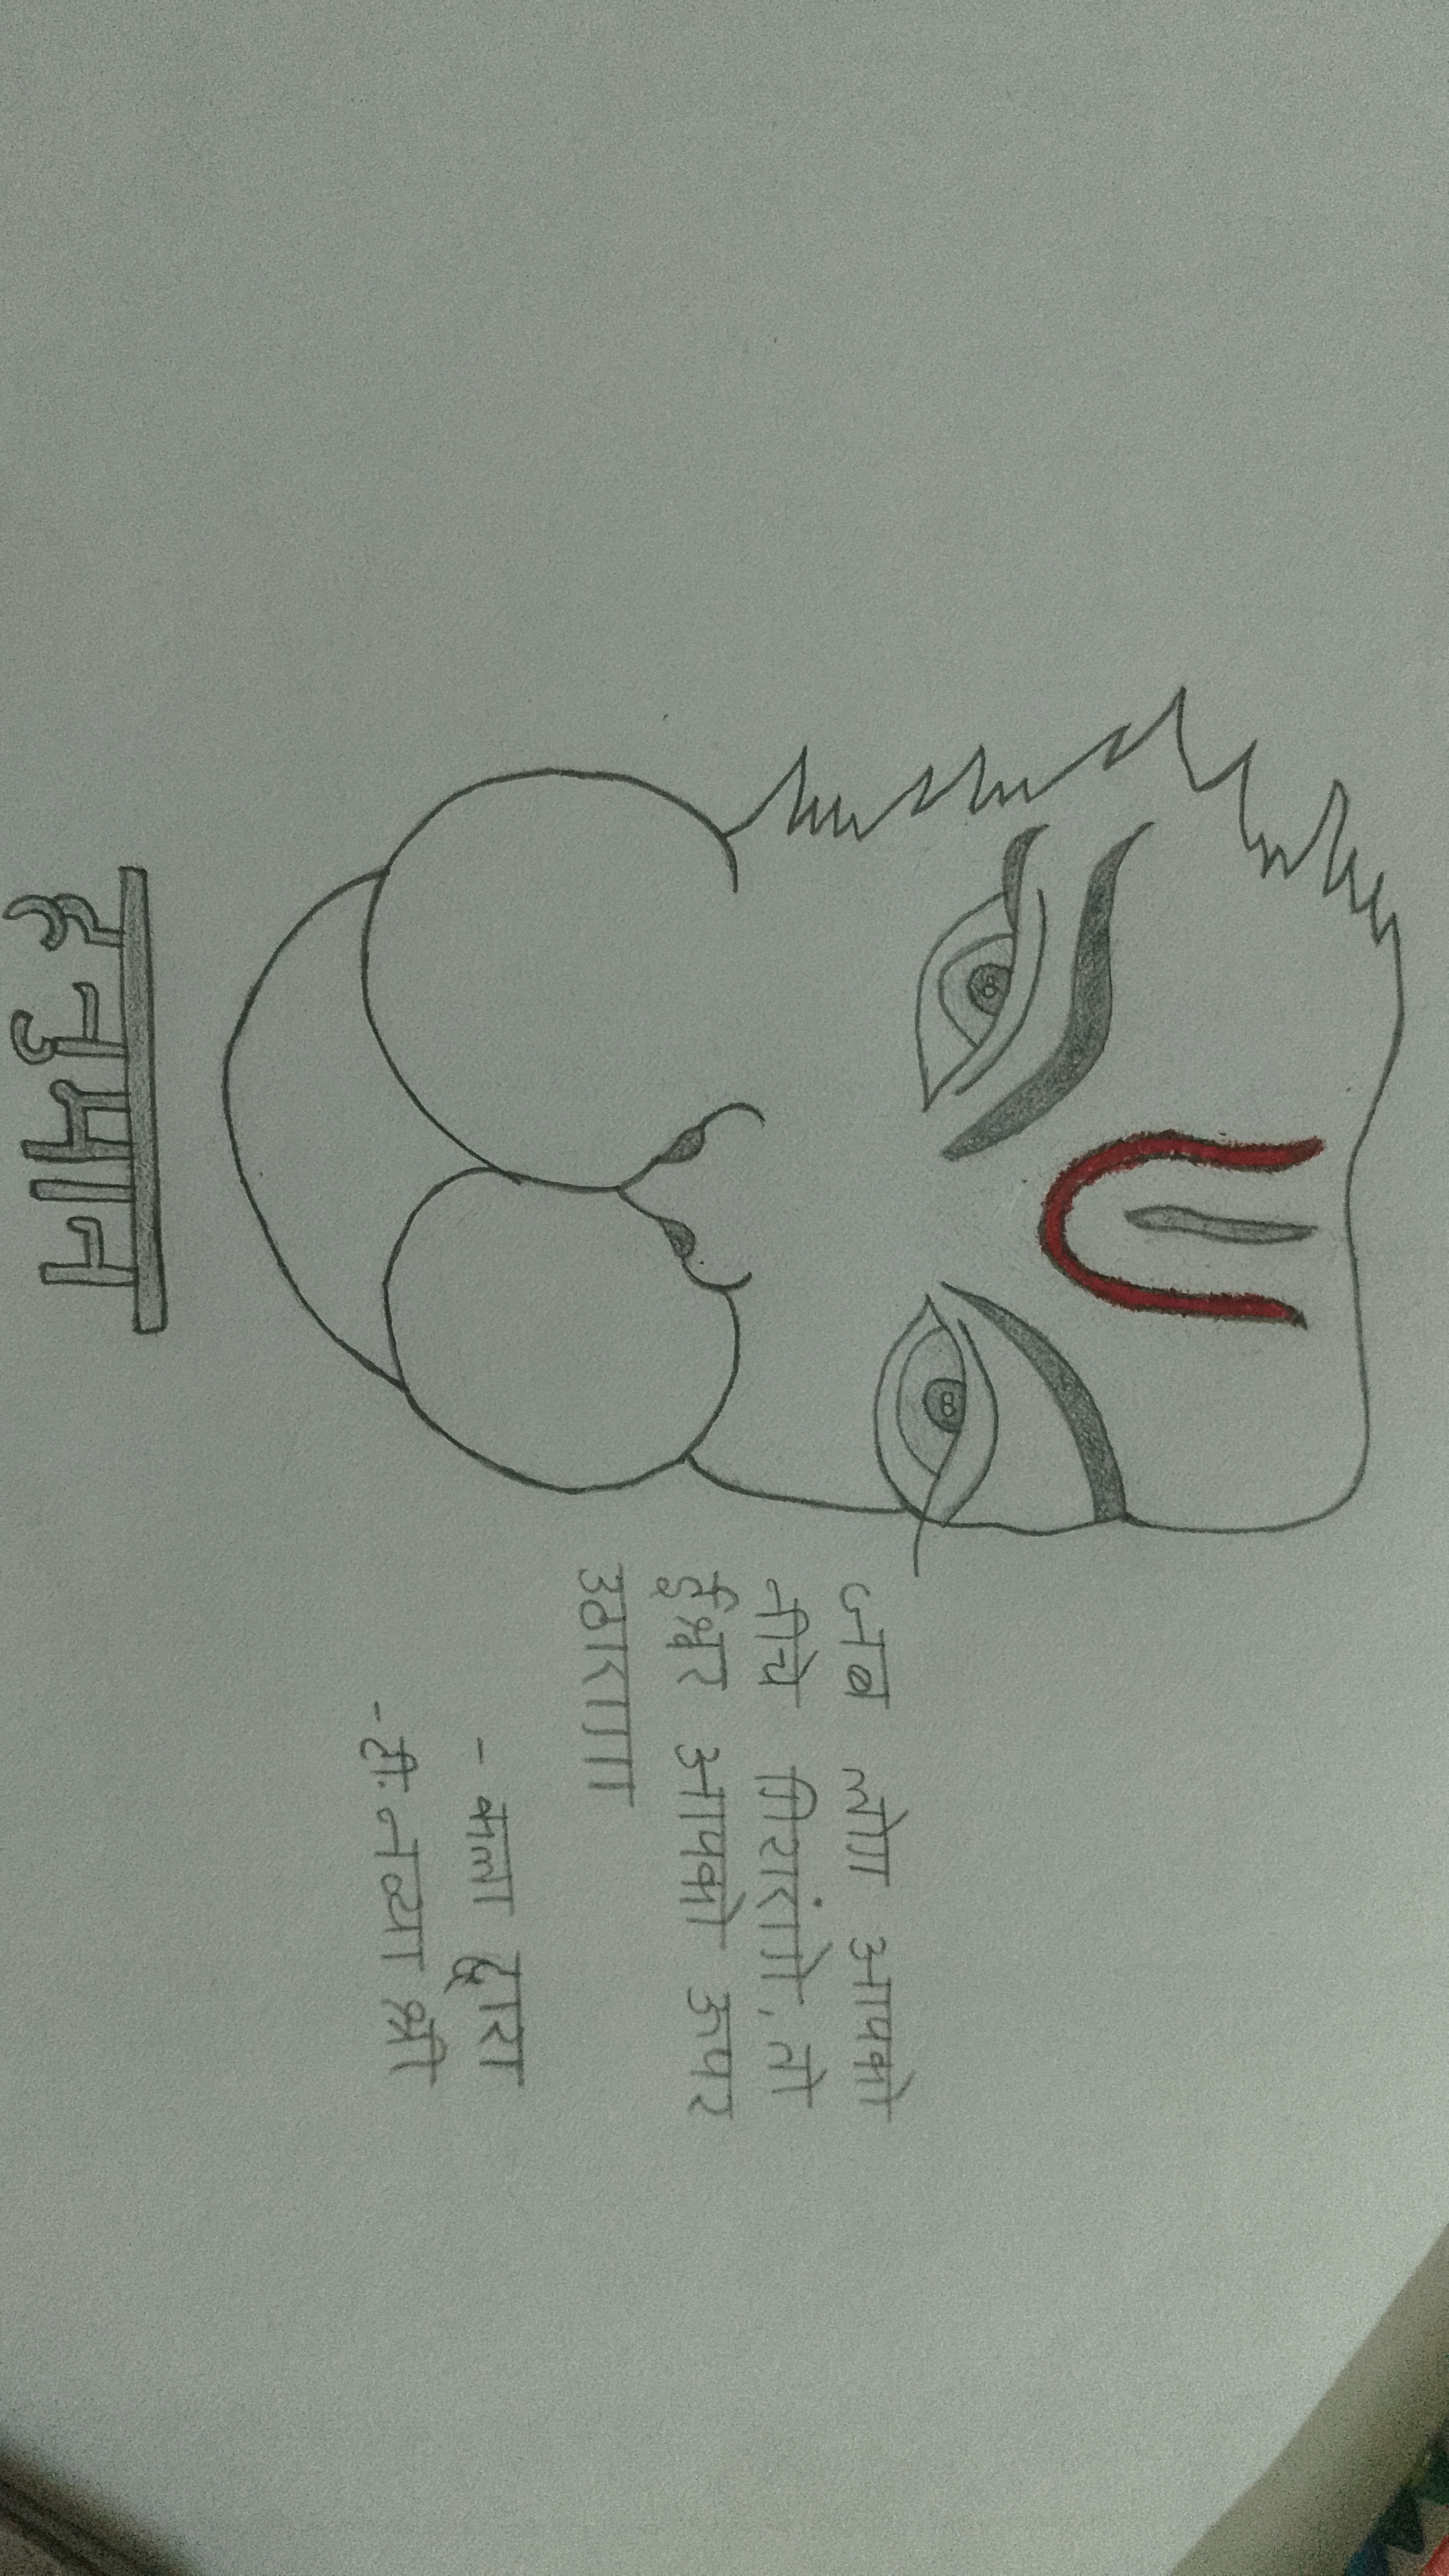 जब लोग आपको
नीचे गिराएंगे, तो
ईश्वर आपको ऊपर
उठाएगा
- कला द्वारा
- टी. नव्या श्री
हनुमान